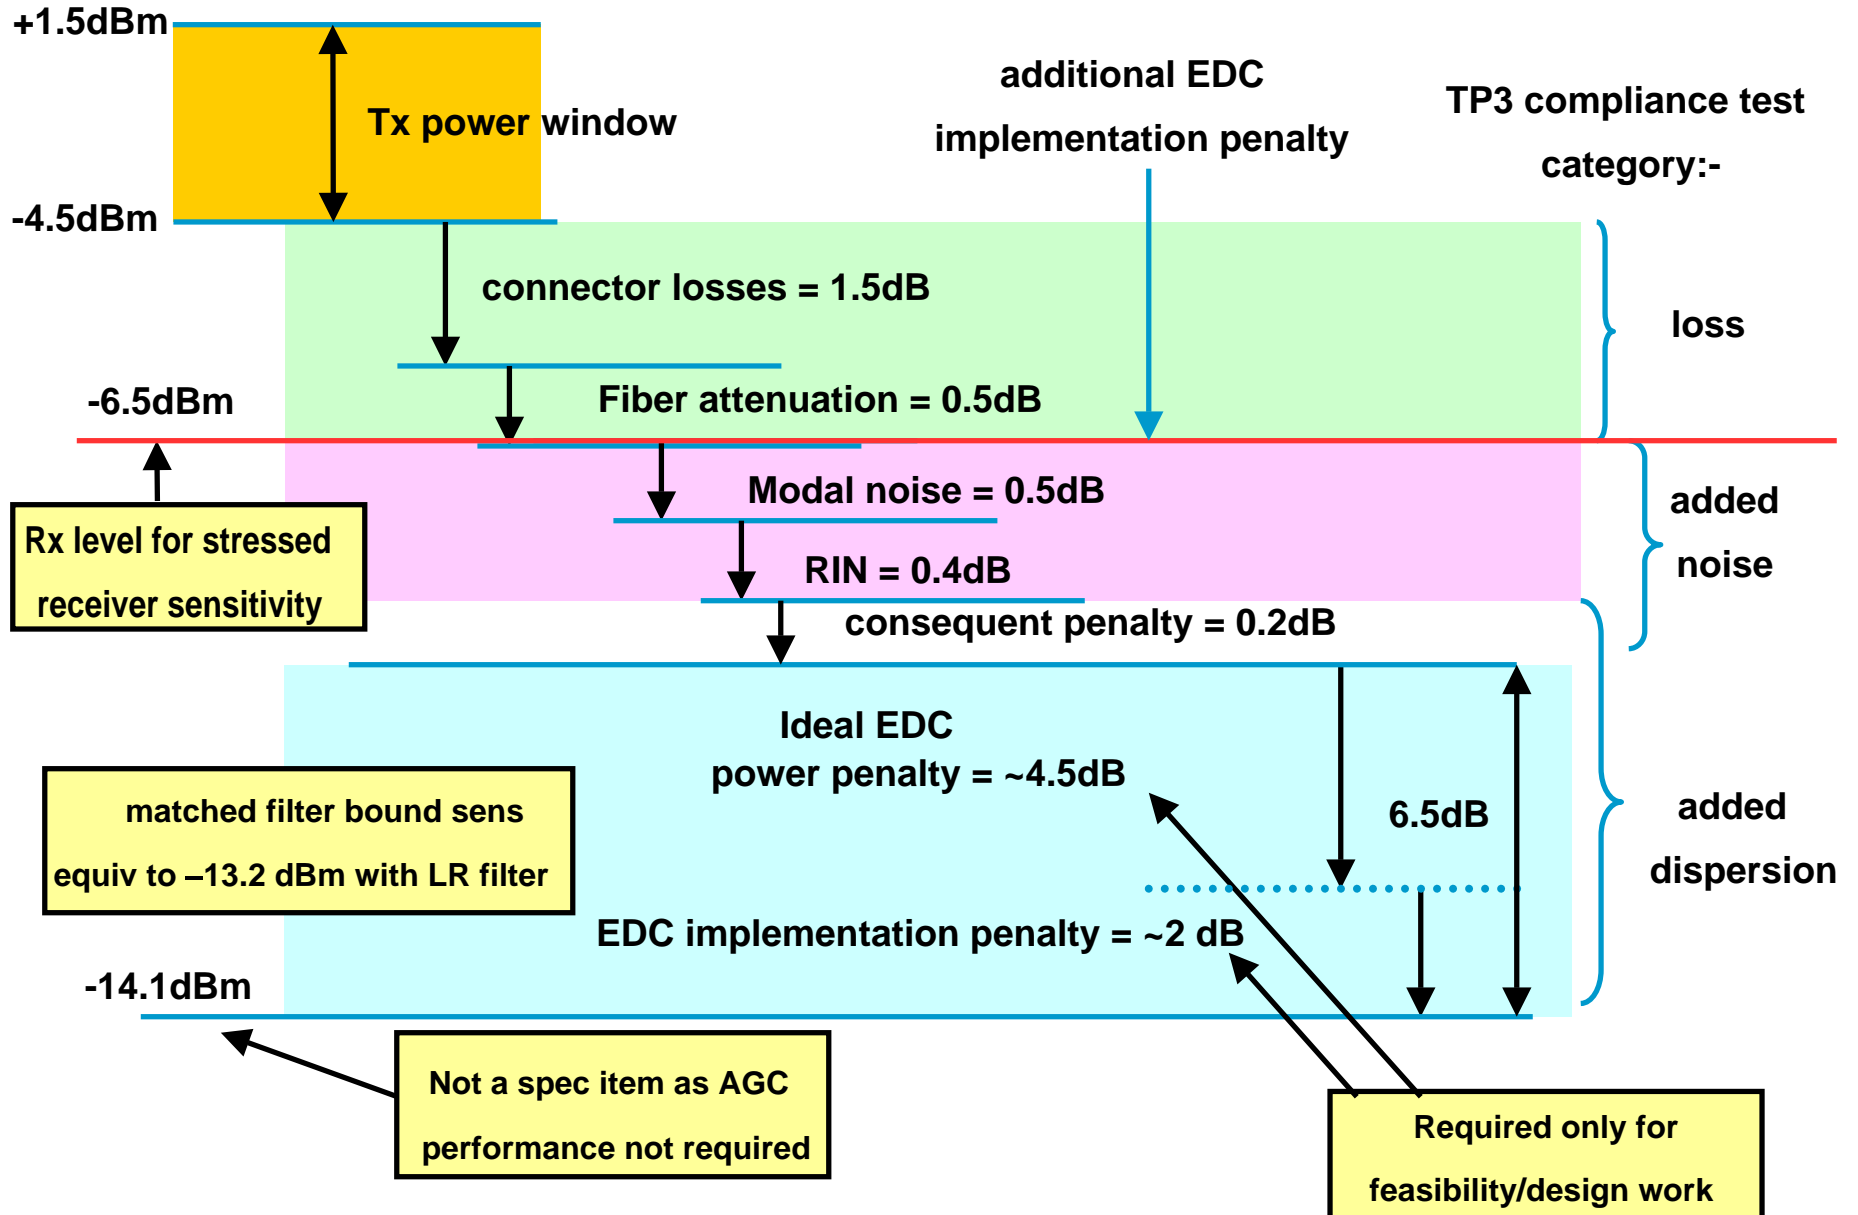 +1.5dBm
Tx power window
additional EDC
implementation penalty
TP3 compliance test
category:-
-4.5dBm
connector losses = 1.5dB
loss
-6.5dBm
Fiber attenuation = 0.5dB
Modal noise = 0.5dB
added
noise
Rx level for stressed
receiver sensitivity
RIN = 0.4dB
consequent penalty = 0.2dB
Ideal EDC
power penalty = ~4.5dB
6.5dB
added
dispersion
matched filter bound sens
equiv to –13.2 dBm with LR filter
EDC implementation penalty = ~2 dB
-14.1dBm
Not a spec item as AGC
performance not required
Required only for
feasibility/design work